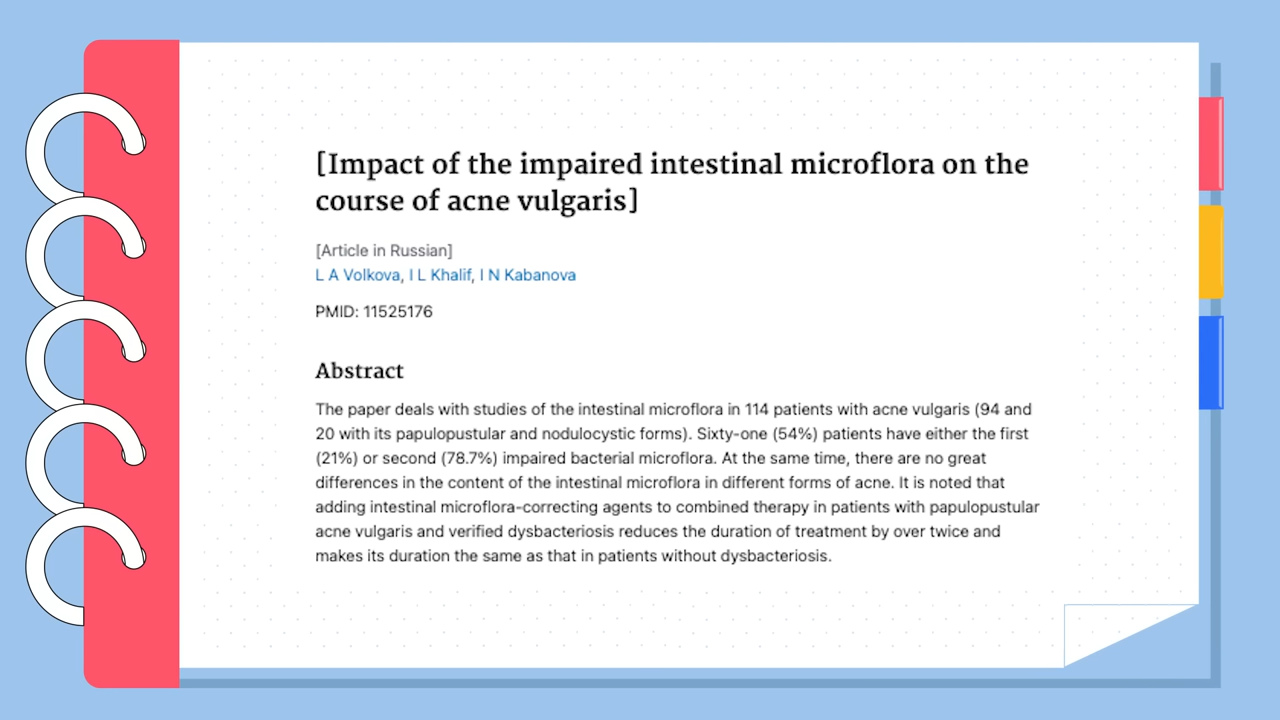 [Impact of the impaired intestinal microflora on the
course of acne vulgaris]
[Article in Russian]
L A Volkova, I L Khalif, I N Kabanova
PMID: 11525176
Abstract
The paper deals with studies of the intestinal microflora in 114 patients with acne vulgaris (94 and
20 with its papulopustular and nodulocystic forms). Sixty-one (54%) patients have either the first
(21%) or second (78.7%) impaired bacterial microflora. At the same time, there are no great
differences in the content of the intestinal microflora in different forms of acne. It is noted that
adding intestinal microflora-correcting agents to combined therapy in patients with papulopustular
acne vulgaris and verified dysbacteriosis reduces the duration of treatment by over twice and
makes its duration the same as that in patients without dysbacteriosis.